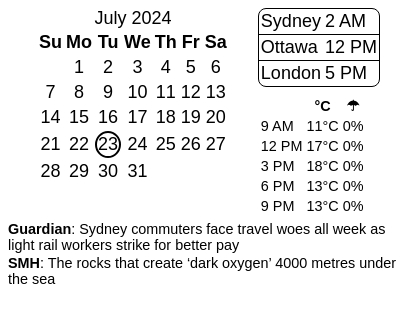 July 2024
Su Mo Tu We Th Fr Sa
1 2 3 4 5 6
7 8 9 10 11 12 13
14 15 16 17 18 19 20
21 22 23 24 25 26 27
28 29 30 31
Sydney 2 AM
Ottawa 12 PM
London 5 PM
°C ☂
9 AM 11°C 0%
12 PM 17°C 0%
3 PM 18°C 0%
6 PM 13°C 0%
9 PM 13°C 0%
Guardian: Sydney commuters face travel woes all week as
light rail workers strike for better pay
SMH: The rocks that create ‘dark oxygen’ 4000 metres under
the sea